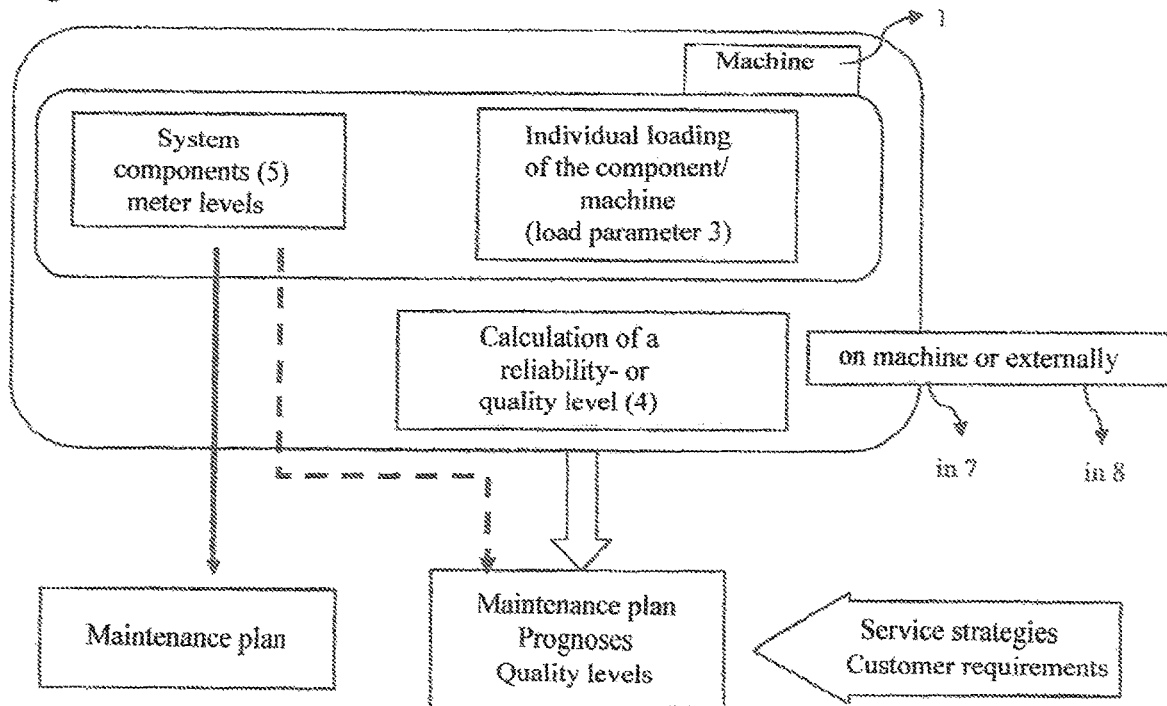 1
Machine
System
components (5)
meter levels
Individual loading
of the component/
machine
(load parameter 3)
Calculation of a
reliability- or
quality level (4)
on machine or externally
in 7
in 8
Maintenance plan
Maintenance plan
Prognoses
Quality levels
Service strategies
Customer requirements